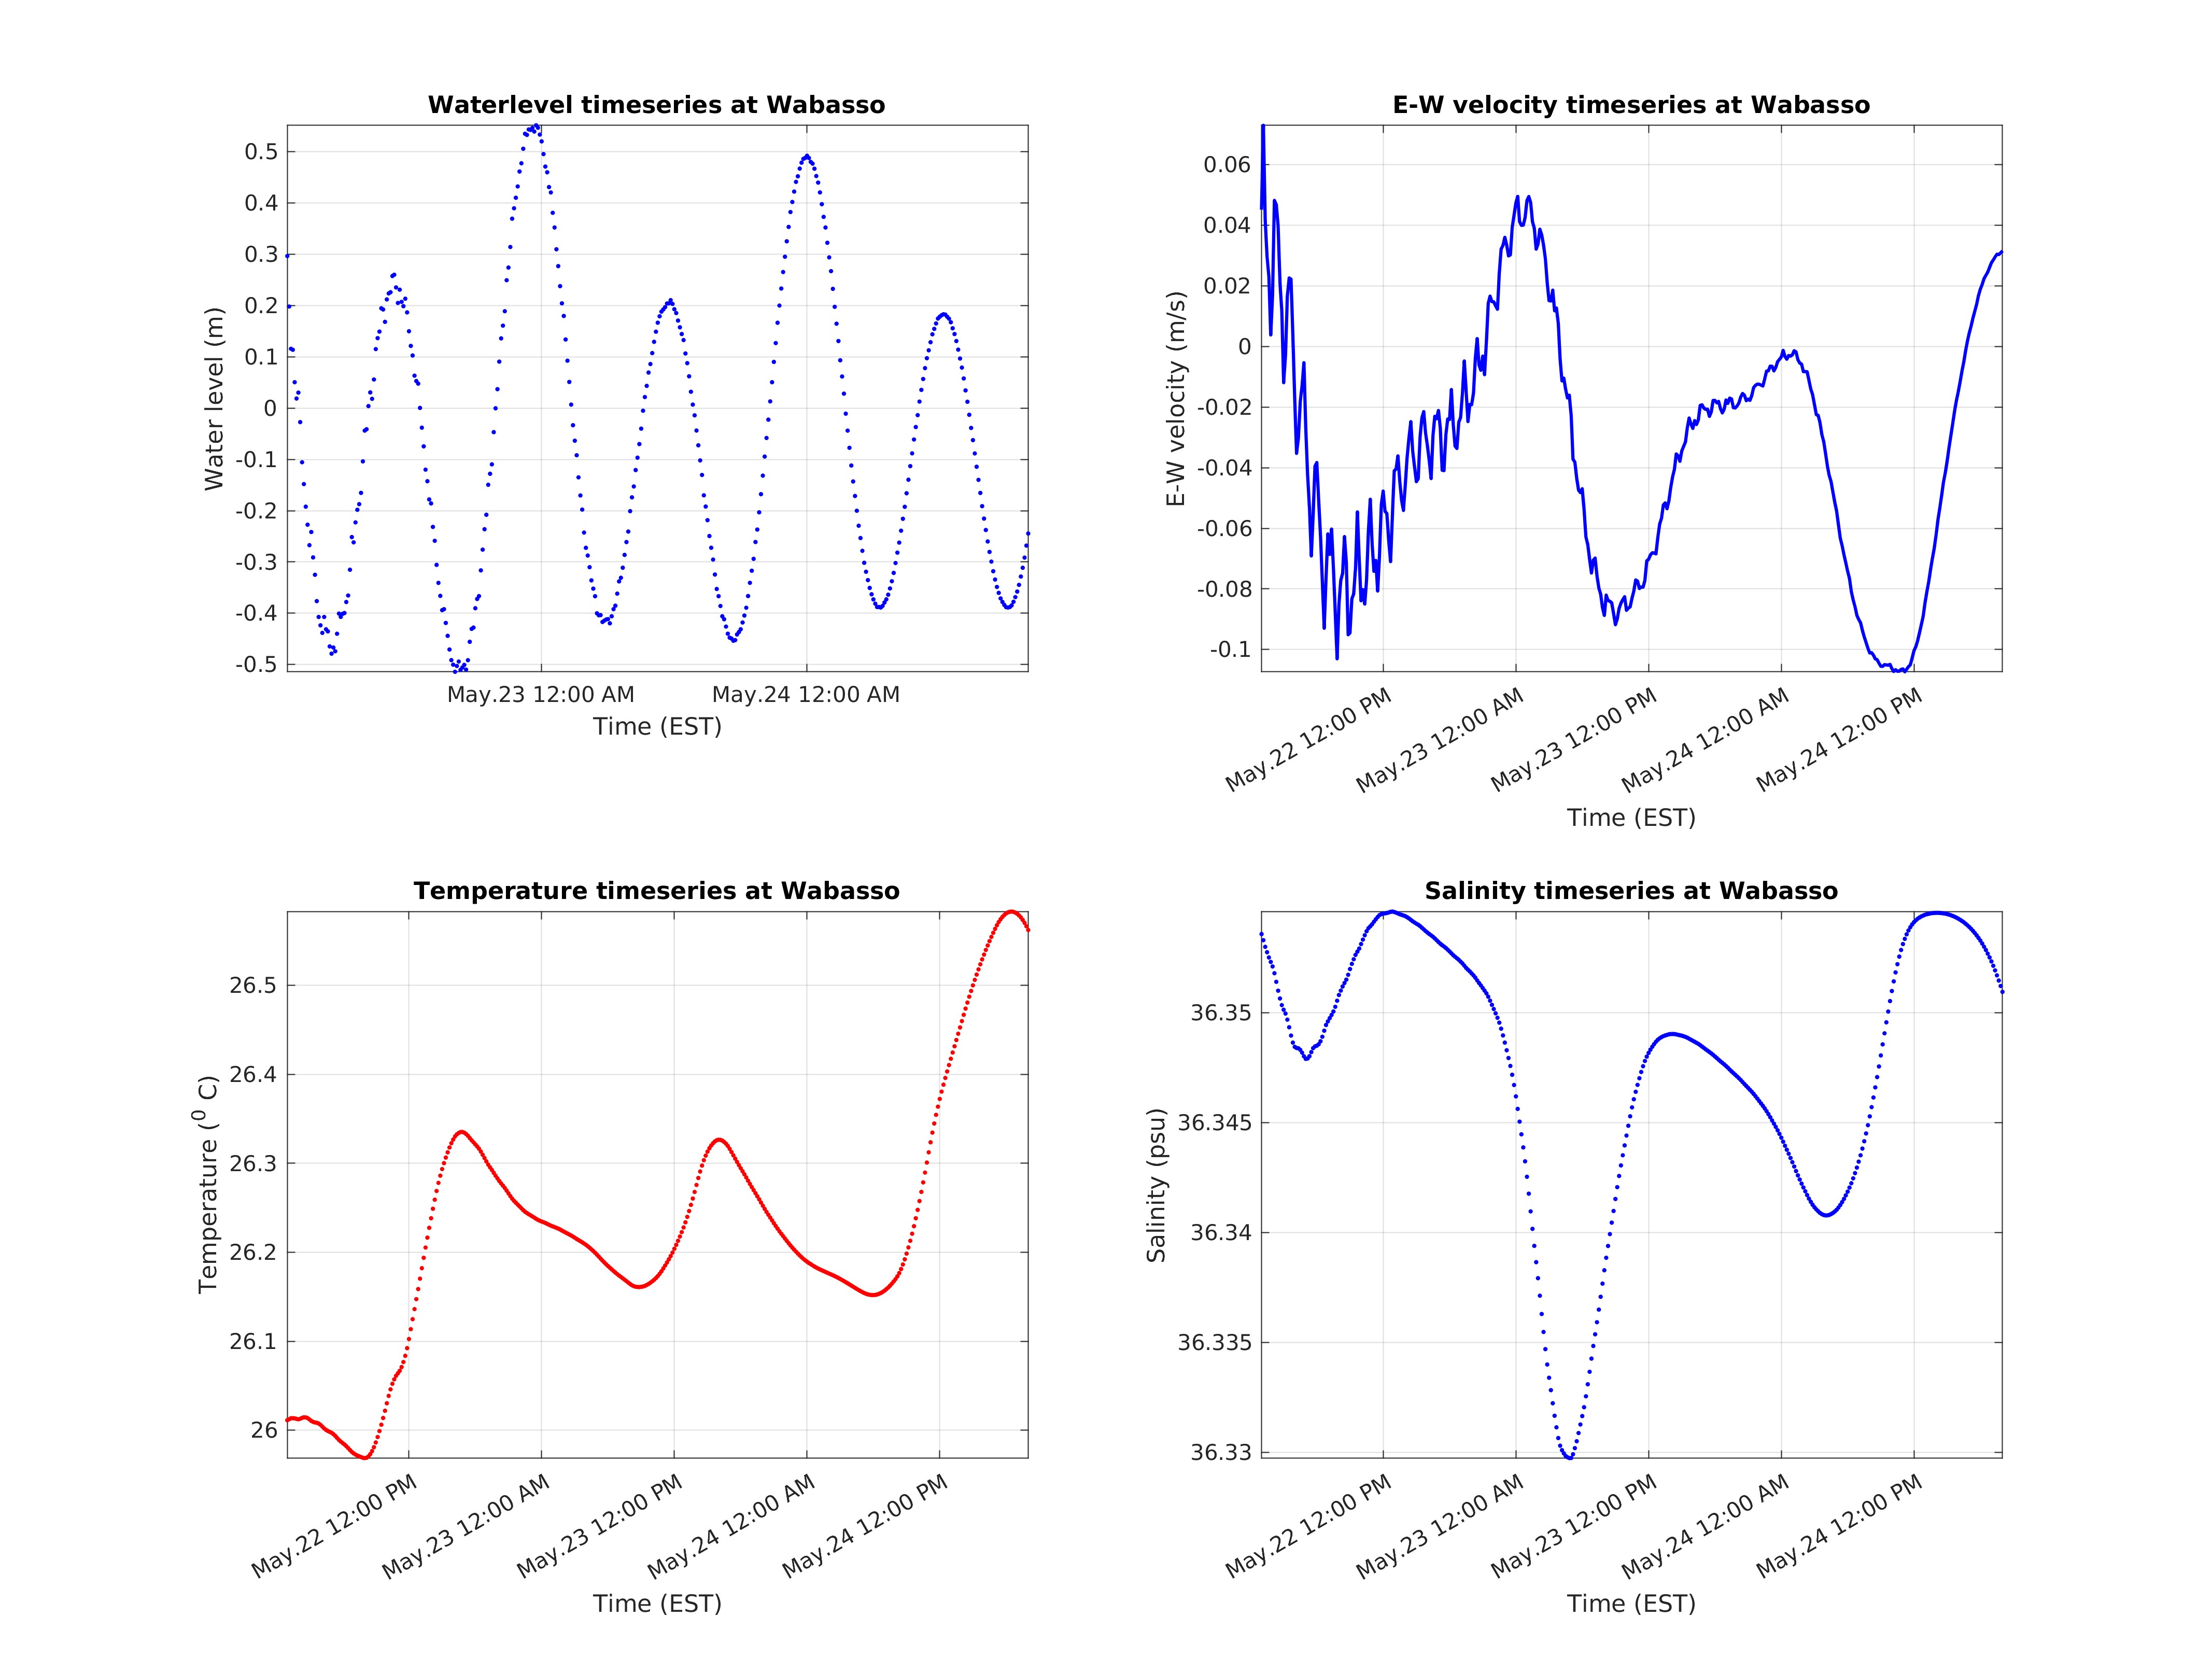 Waterlevel timeseries at Wabasso
0.5
0.4
0.3
0.2
0.1
0
-0.1
-0.2
-0.3
-0.4
-0.5
Water level (m)
May.23 12:00 AM
May.24 12:00 AM
Time (EST)
E-W velocity timeseries at Wabasso
0.06
0.04
0.02
0
-0.02
-0.04
-0.06
-0.08
-0.1
E-W velocity (m/s)
May.22 12:00 PM
May.23 12:00 AM
May.23 12:00 PM
May.24 12:00 AM
May.24 12:00 PM
Time (EST)
Temperature timeseries at Wabasso
26.5
26.4
26.3
26.2
26.1
26
Temperature (⁰ C)
May.22 12:00 PM
May.23 12:00 AM
May.23 12:00 PM
May.24 12:00 AM
May.24 12:00 PM
Time (EST)
Salinity timeseries at Wabasso
36.35
36.345
36.34
36.335
36.33
Salinity (psu)
May.22 12:00 PM
May.23 12:00 AM
May.23 12:00 PM
May.24 12:00 AM
May.24 12:00 PM
Time (EST)